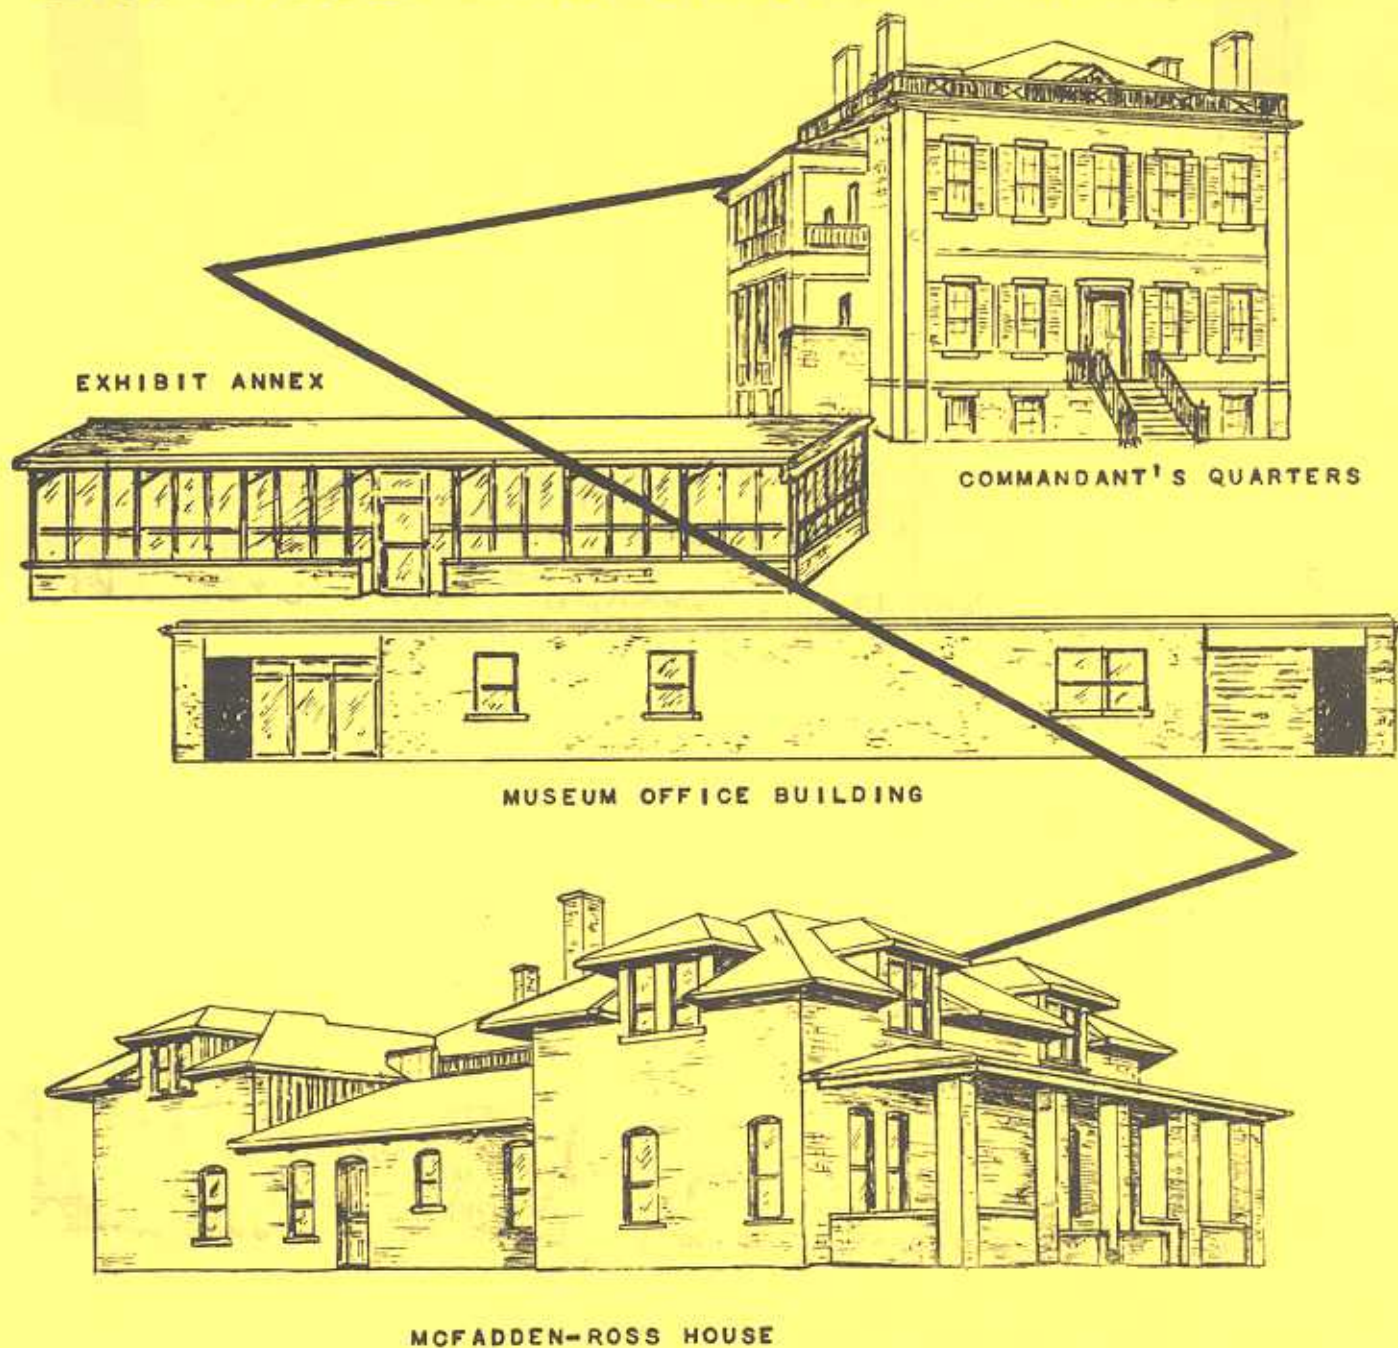 EXHIBIT ANNEX
COMMANDANT'S QUARTERS
MUSEUM OFFICE BUILDING
MCFADDEN-ROSS HOUSE